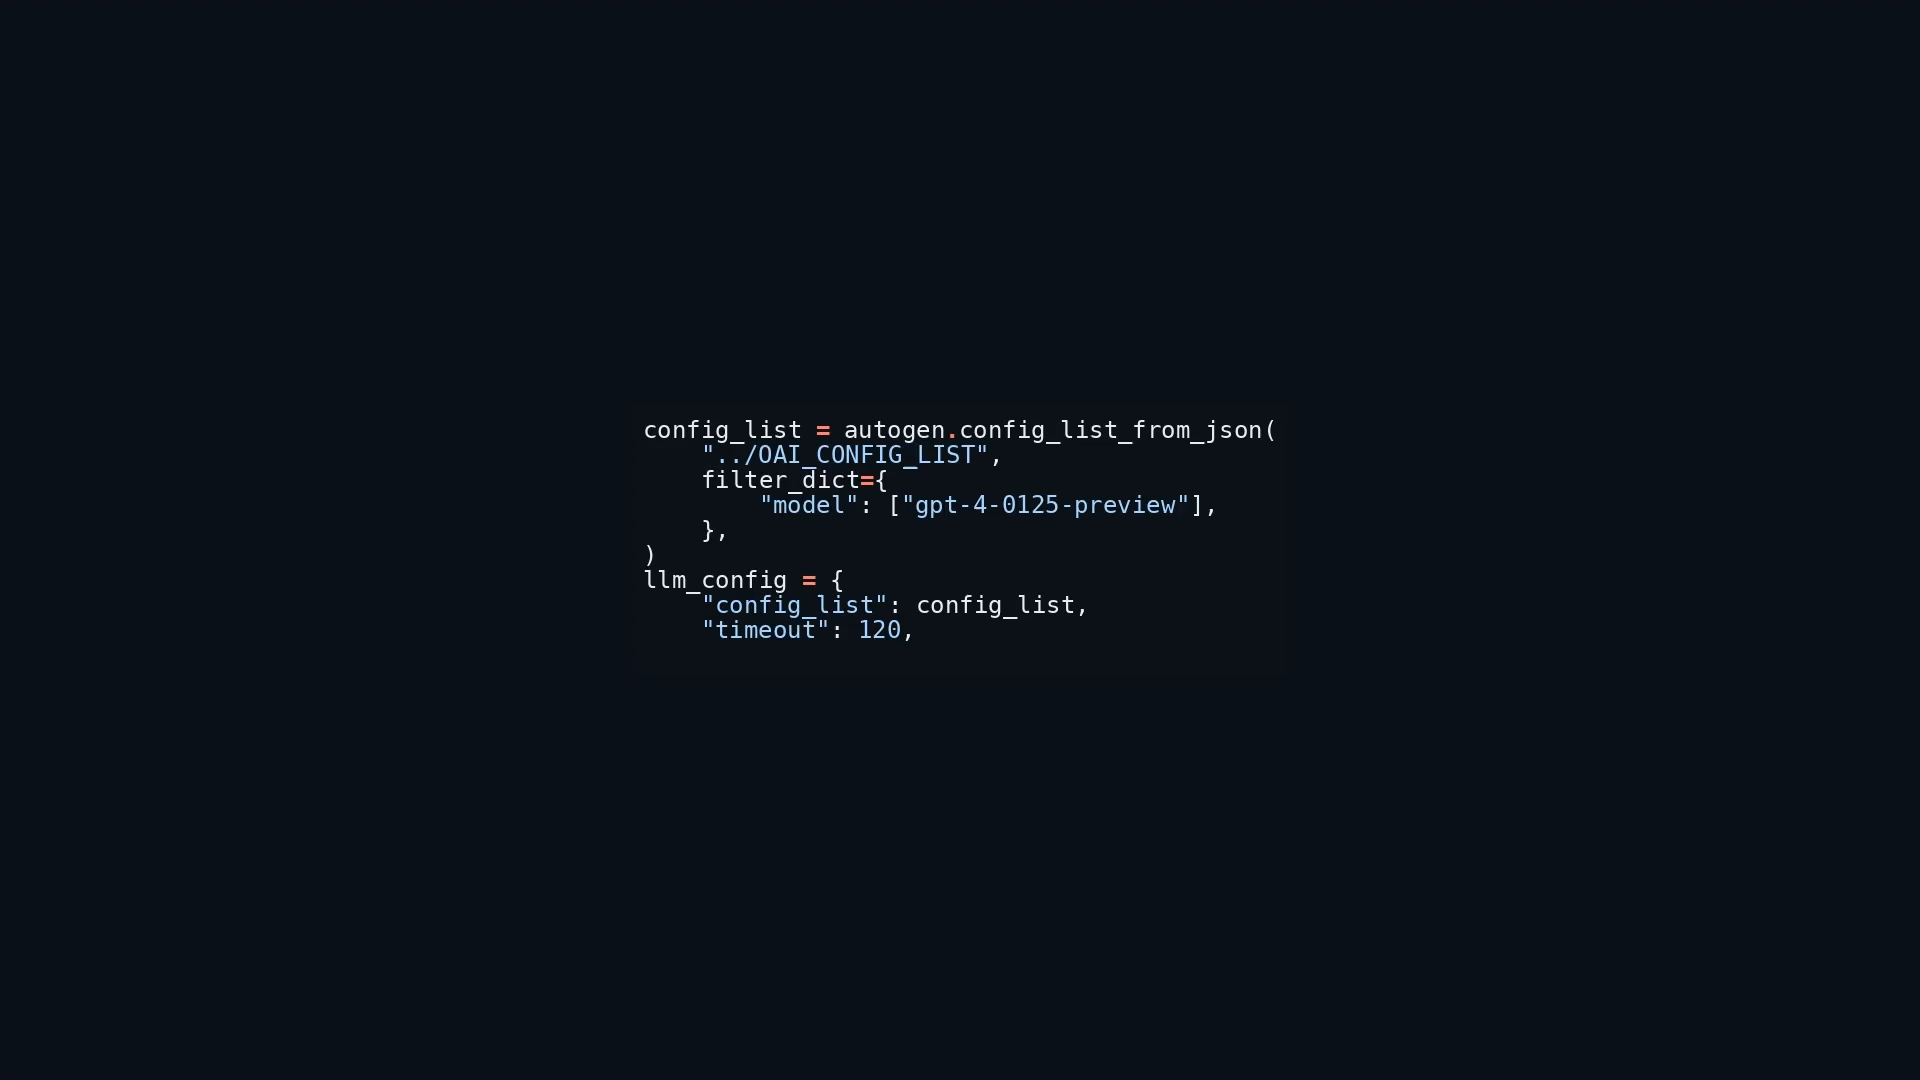 config_list = autogen.config_list_from_json(
    "../OAI_CONFIG_LIST",
    filter_dict={
        "model": ["gpt-4-0125-preview"],
    },
)
llm_config = {
    "config_list": config_list,
    "timeout": 120,